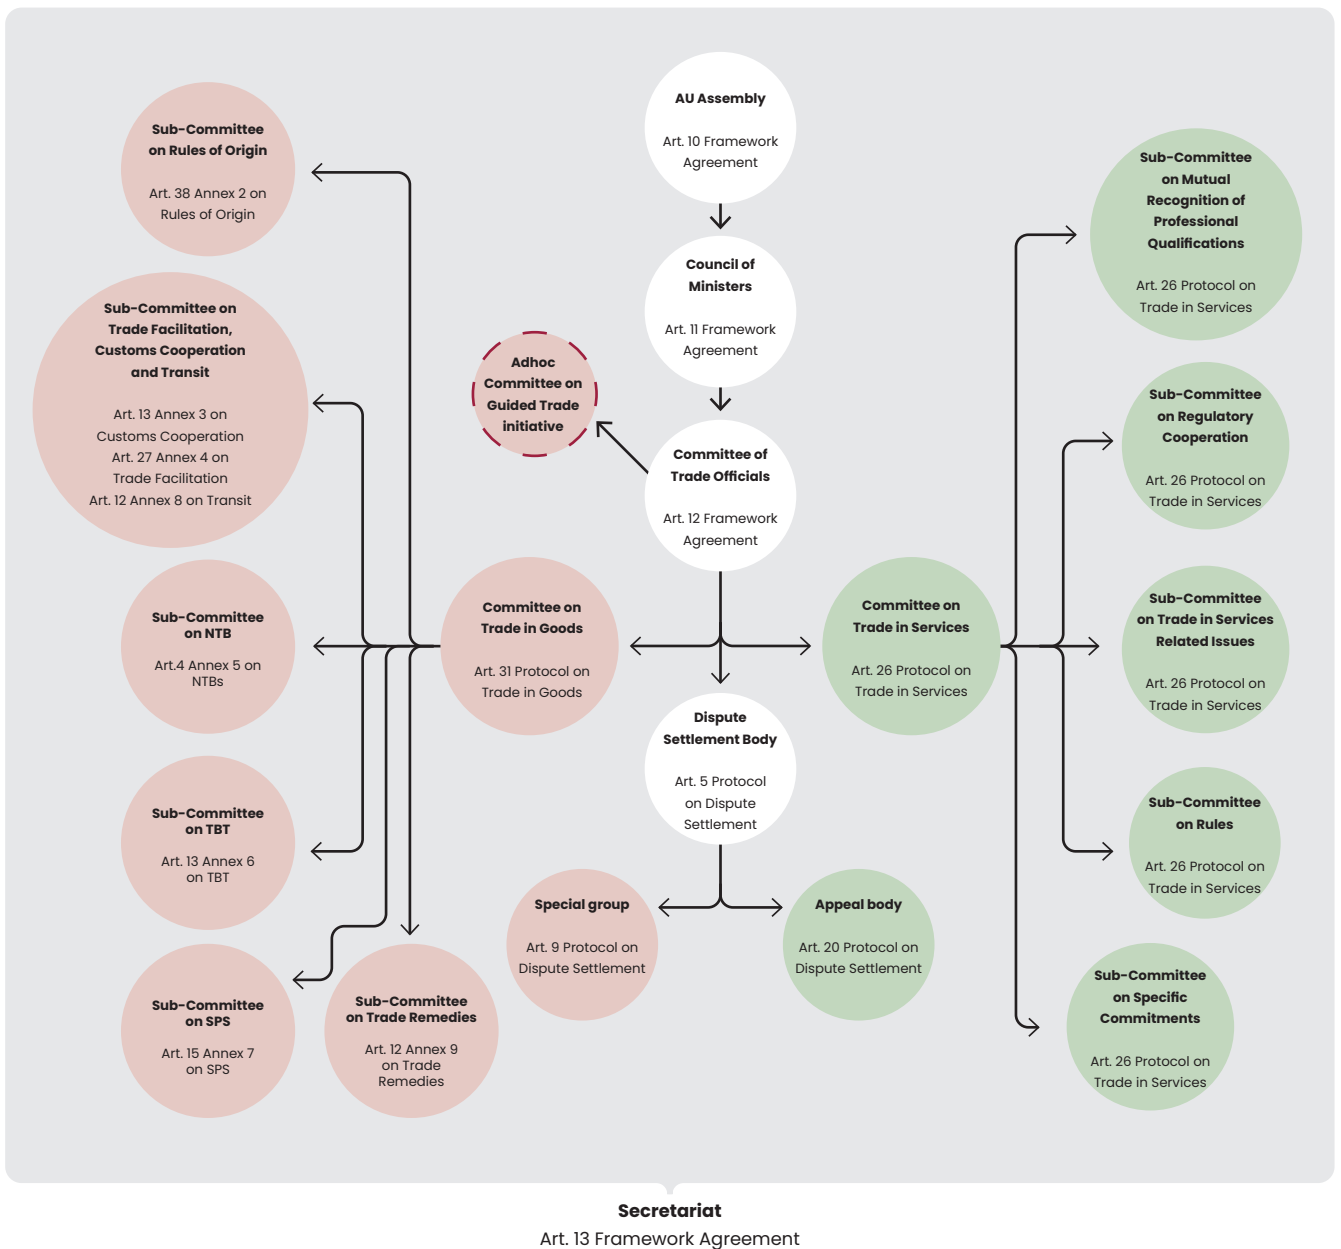 AU Assembly
Art. 10 Framework
Agreement
Council of
Ministers
Art. 11 Framework
Agreement
Adhoc
Committee on
Guided Trade
initiative
Committee of
Trade Officials
Art. 12 Framework
Agreement
Committee on
Trade in Goods
Art. 31 Protocol on
Trade in Goods
Committee on
Trade in Services
Art. 26 Protocol on
Trade in Services
Dispute
Settlement Body
Art. 5 Protocol
on Dispute
Settlement
Special group
Art. 9 Protocol on
Dispute Settlement
Appeal body
Art. 20 Protocol on
Dispute Settlement
Sub-Committee
on Rules of Origin
Art. 38 Annex 2 on
Rules of Origin
Sub-Committee on
Trade Facilitation,
Customs Cooperation
and Transit
Art. 13 Annex 3 on
Customs Cooperation
Art. 27 Annex 4 on
Trade Facilitation
Art. 12 Annex 8 on Transit
Sub-Committee
on NTB
Art.4 Annex 5 on
NTBs
Sub-Committee
on TBT
Art. 13 Annex 6
on TBT
Sub-Committee
on SPS
Art. 15 Annex 7
on SPS
Sub-Committee
on Trade Remedies
Art. 12 Annex 9
on Trade
Remedies
Sub-Committee
on Mutual
Recognition of
Professional
Qualifications
Art. 26 Protocol on
Trade in Services
Sub-Committee
on Regulatory
Cooperation
Art. 26 Protocol on
Trade in Services
Sub-Committee
on Trade in Services
Related Issues
Art. 26 Protocol on
Trade in Services
Sub-Committee
on Rules
Art. 26 Protocol on
Trade in Services
Sub-Committee
on Specific
Commitments
Art. 26 Protocol on
Trade in Services
Secretariat
Art. 13 Framework Agreement